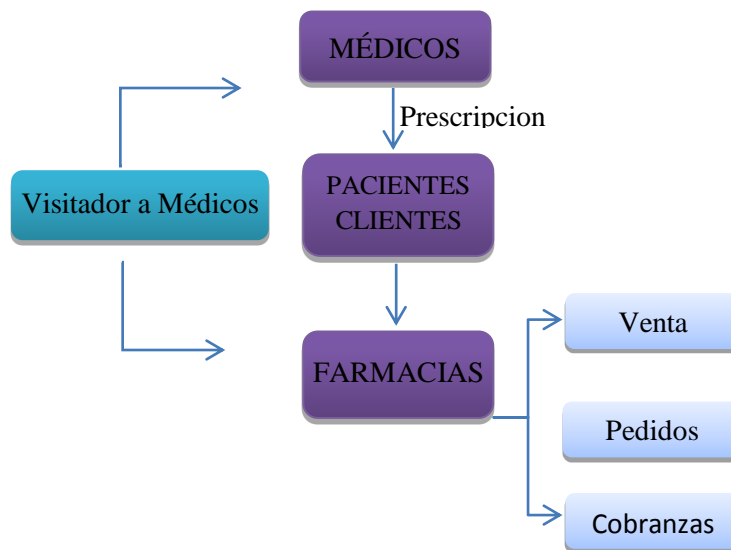 MÉDICOS
Prescripcion
Visitador a Médicos
PACIENTES
CLIENTES
FARMACIAS
Venta
Pedidos
Cobranzas